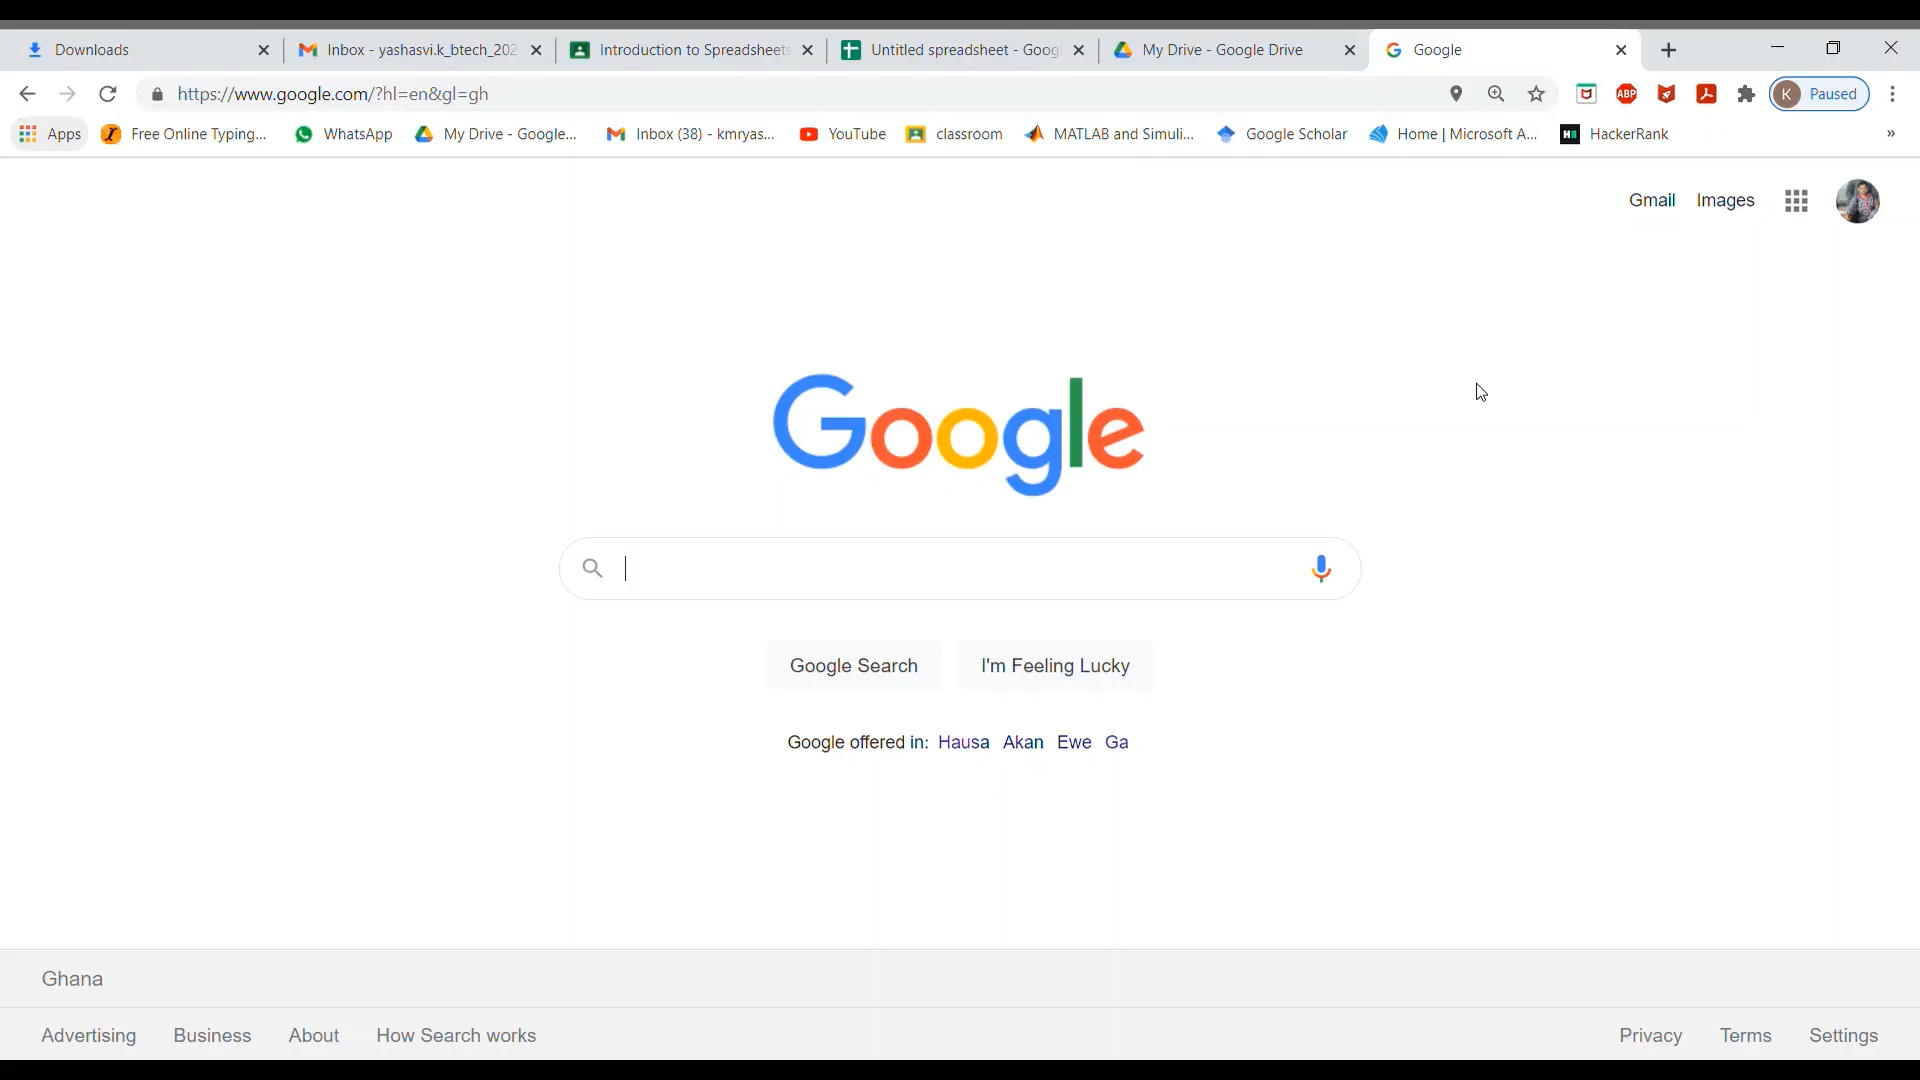 Downloads
Inbox - yashasvi.k_btech_202
Introduction to Spreadsheets
Untitled spreadsheet - Goog
My Drive - Google Drive
Google
https://www.google.com/?hl=en&gl=gh
ABP
K Paused
Apps
Free Online Typing...
WhatsApp
My Drive - Google...
Inbox (38) - kmryas...
YouTube
classroom
MATLAB and Simuli...
Google Scholar
Home | Microsoft A...
HackerRank
»
Gmail Images
Google
Google Search
I'm Feeling Lucky
Google offered in: Hausa Akan Ewe Ga
Ghana
Advertising Business About How Search works
Privacy Terms Settings